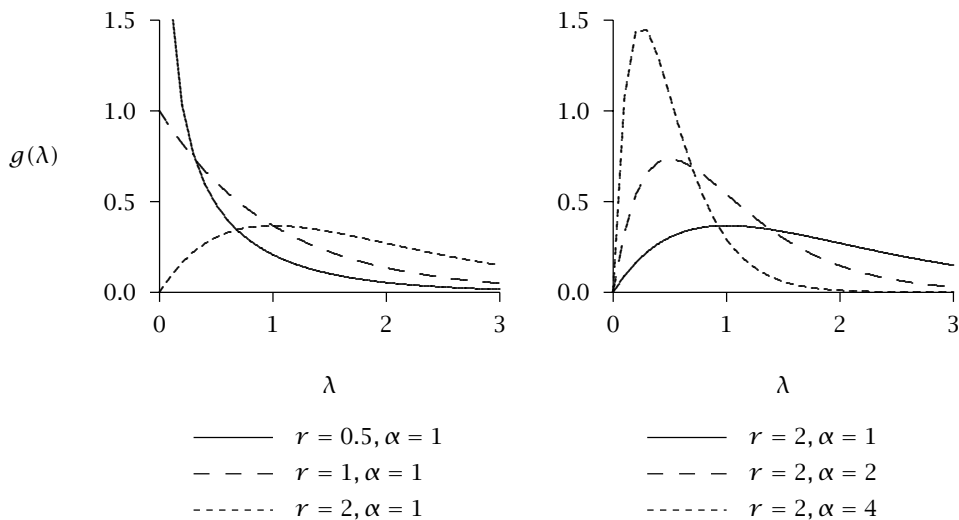 1.5
1.0
g(λ)
0.5
0.0
0 1 2 3
λ
r = 0.5, α = 1
r = 1, α = 1
r = 2, α = 1
1.5
1.0
0.5
0.0
0 1 2 3
λ
r = 2, α = 1
r = 2, α = 2
r = 2, α = 4